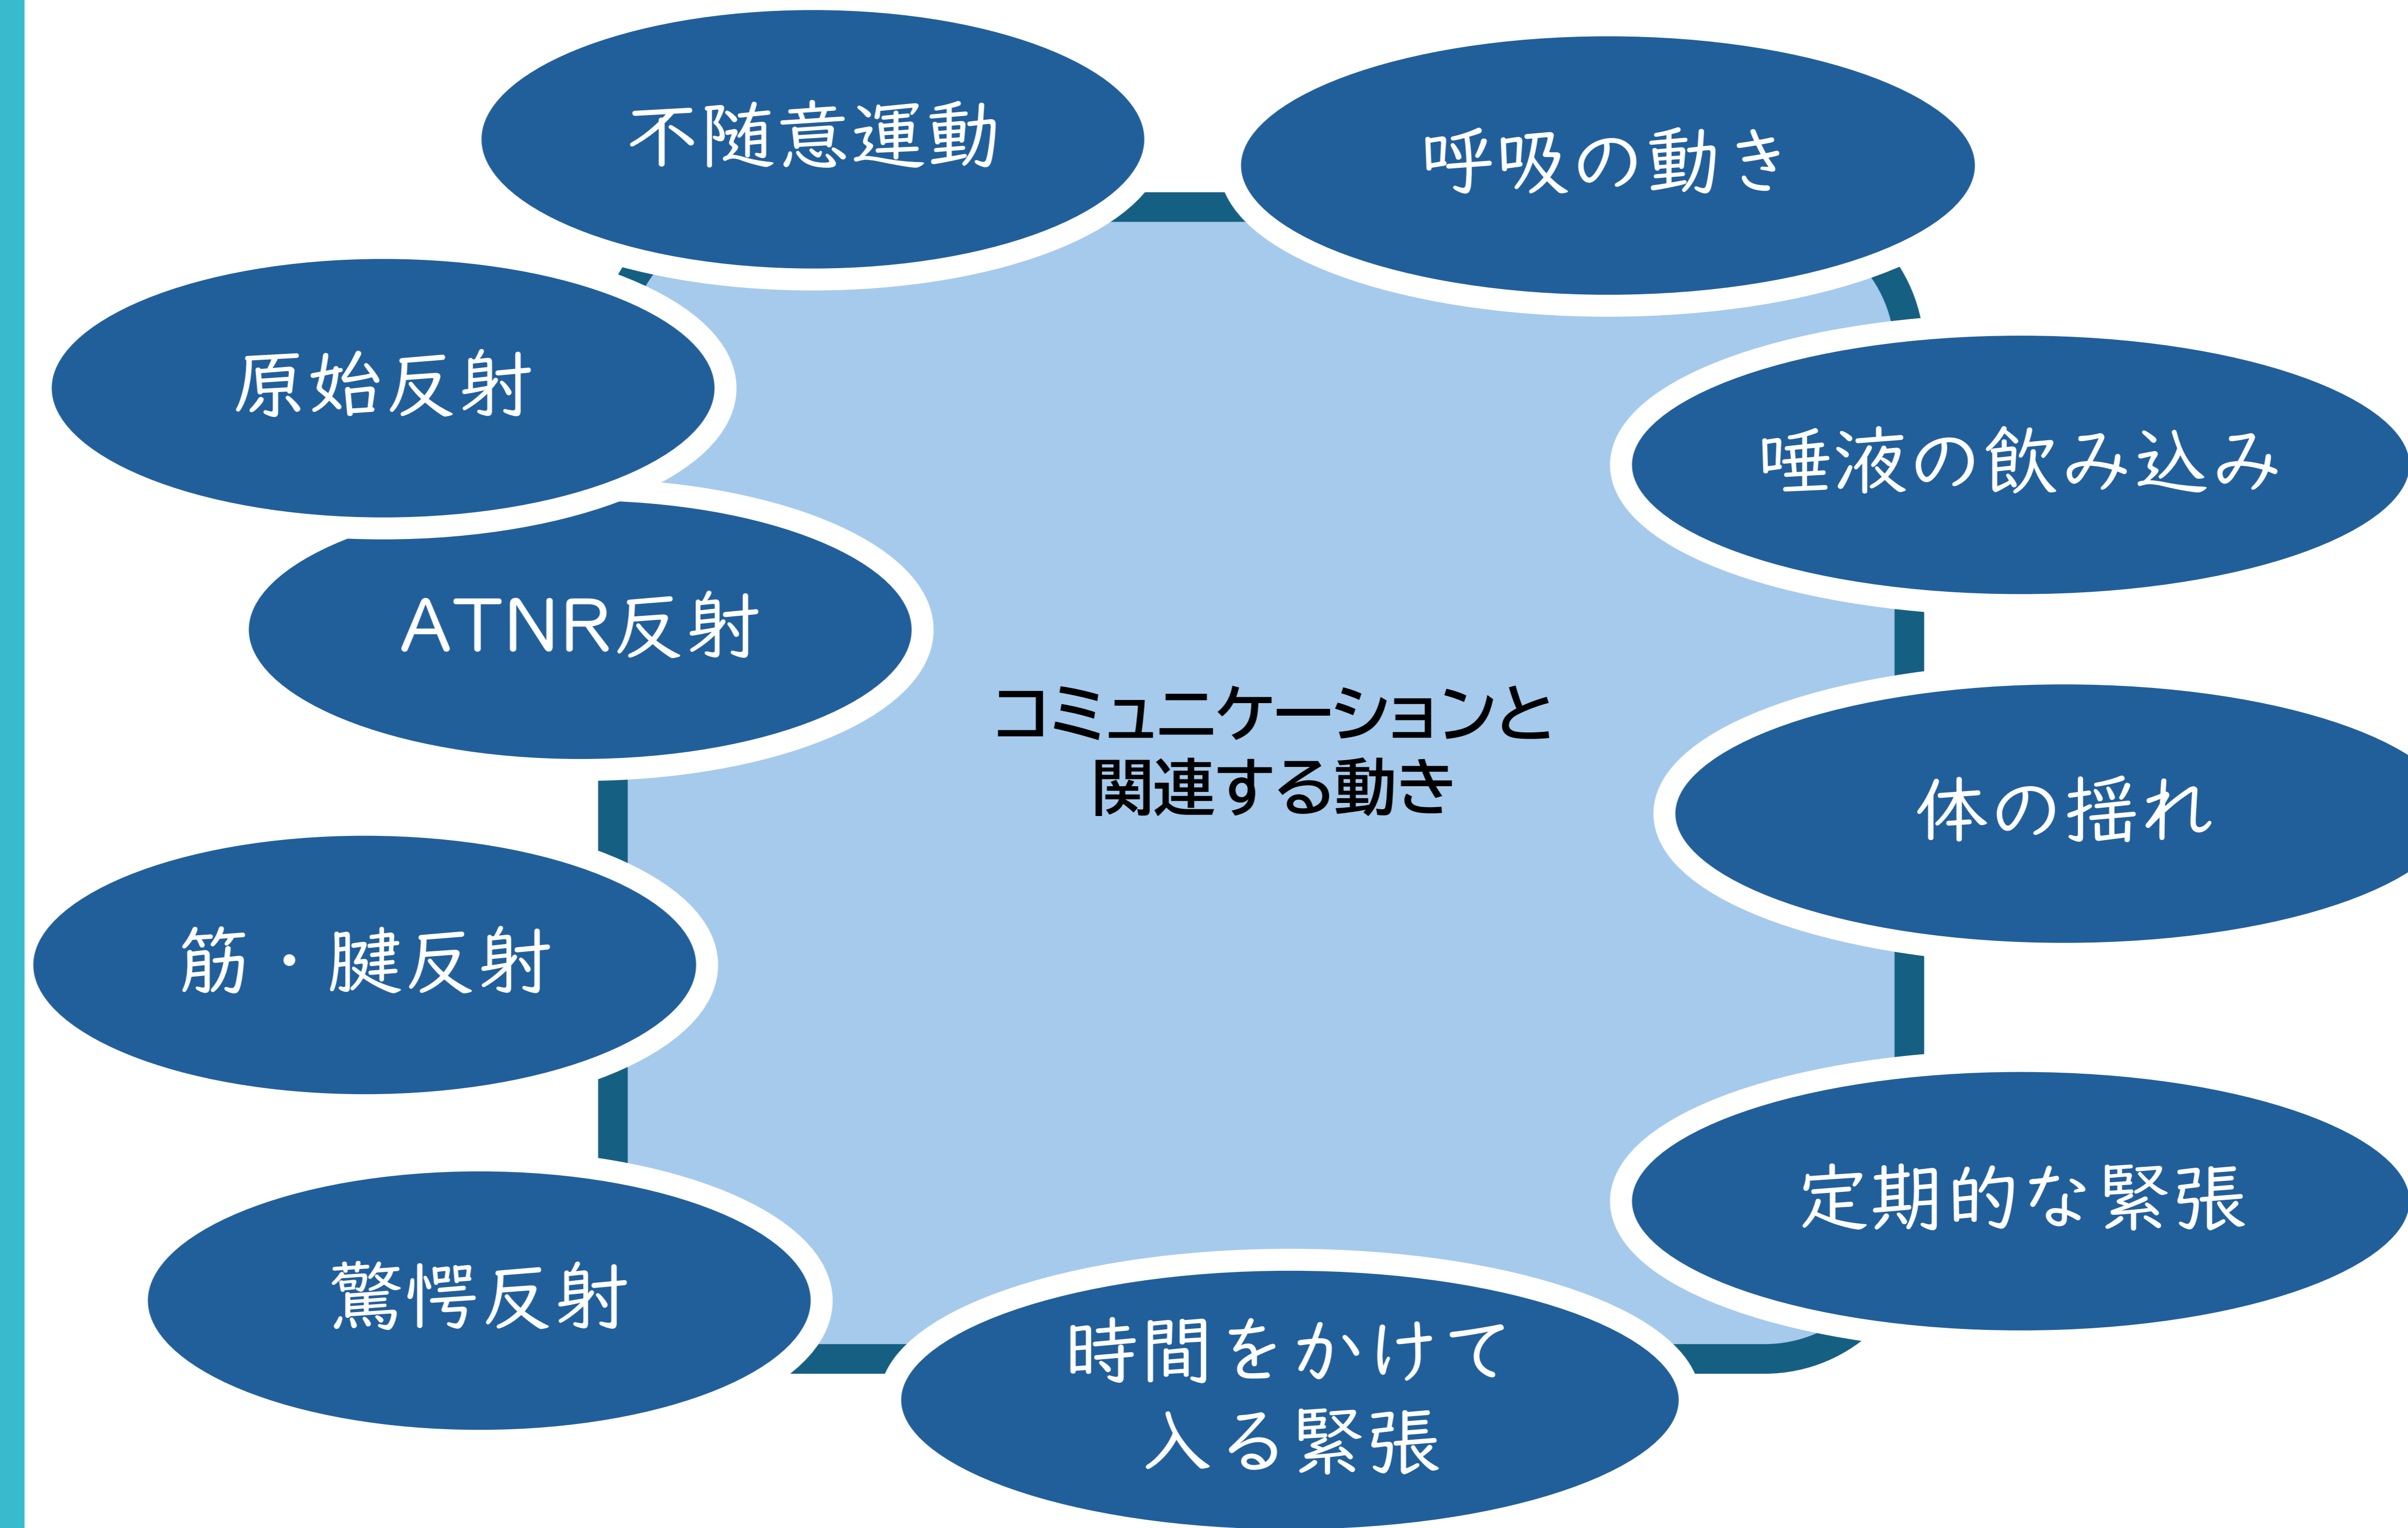 不随意運動
呼吸の動き
原始反射
唾液の飲み込み
ATNR反射
コミュニケーションと
関連する動き
体の揺れ
筋・腱反射
定期的な緊張
驚愕反射
時間をかけて
入る緊張